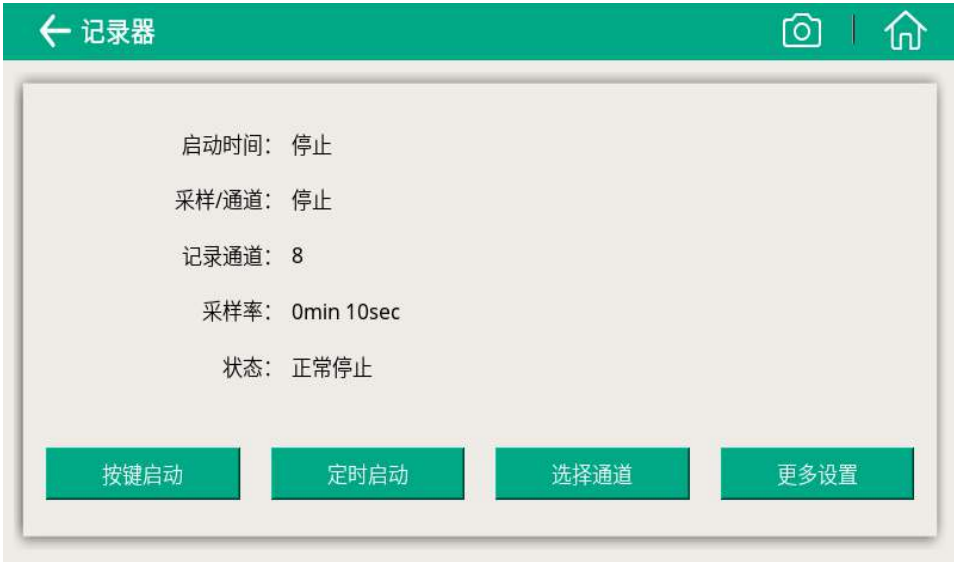 记录器
启动时间： 停止
采样/通道： 停止
记录通道： 8
采样率： 0min 10sec
状态： 正常停止
按键启动 定时启动 选择通道 更多设置